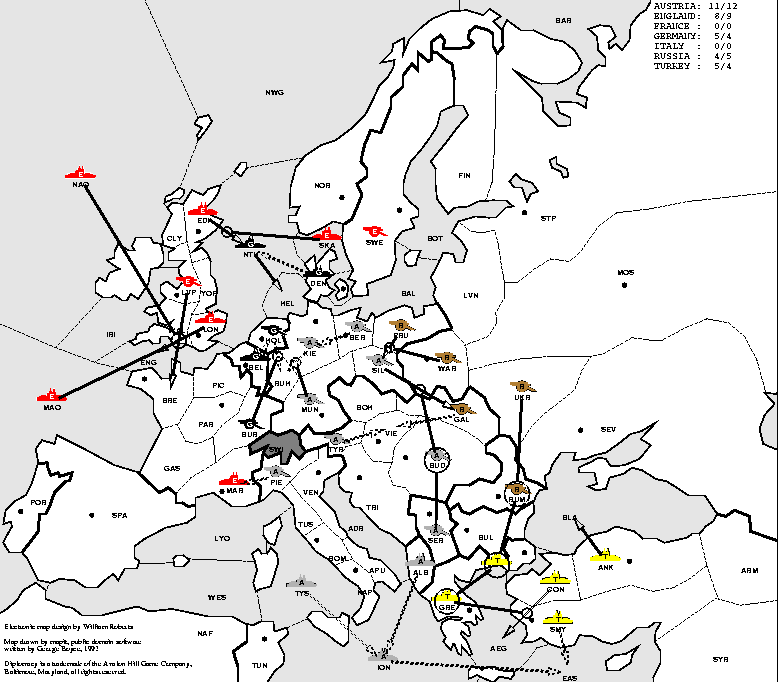 AUSTRIA: 11/12
ENGLAND: 8/9
FRANCE : 0/0
GERMANY: 5/4
ITALY : 0/0
RUSSIA : 4/5
TURKEY : 5/4
BAR
NWG
FIN
NOR
NAO
E
STP
E
EDI
CLY
E
SKA
E
SWE
BOT
G
NTH
MOS
G
DEN
E
LVP
YOR
HEL
BAL
LVN
E
LON
IRI
G
HOL
A
BER
R
PRU
ENG
A
KIE
G
BEL
A
SIL
R
WAR
BRE
PIC
RUH
R
UKR
E
MAO
A
MUN
BOH
R
GAL
PAR
G
BUR
SEV
A
TYR
VIE
SWI
A
BUD
GAS
A
PIE
E
MAR
R
RUM
VEN
POR
SPA
TRI
BLA
TUS
ADR
A
SER
BUL
LYO
ROM
APU
A
ALB
T
T
ANK
ARM
A
TYS
NAP
T
CON
WES
T
GRE
T
SMY
Electronic map design by William Roberts
NAF
Map drawn by mapit, public domain software
written by George Reges, 1992
AEG
A
ION
SYR
Diplomacy is a trademark of the Avalon Hill Game Company,
Baltimore, Maryland, all rights reserved.
TUN
EAS